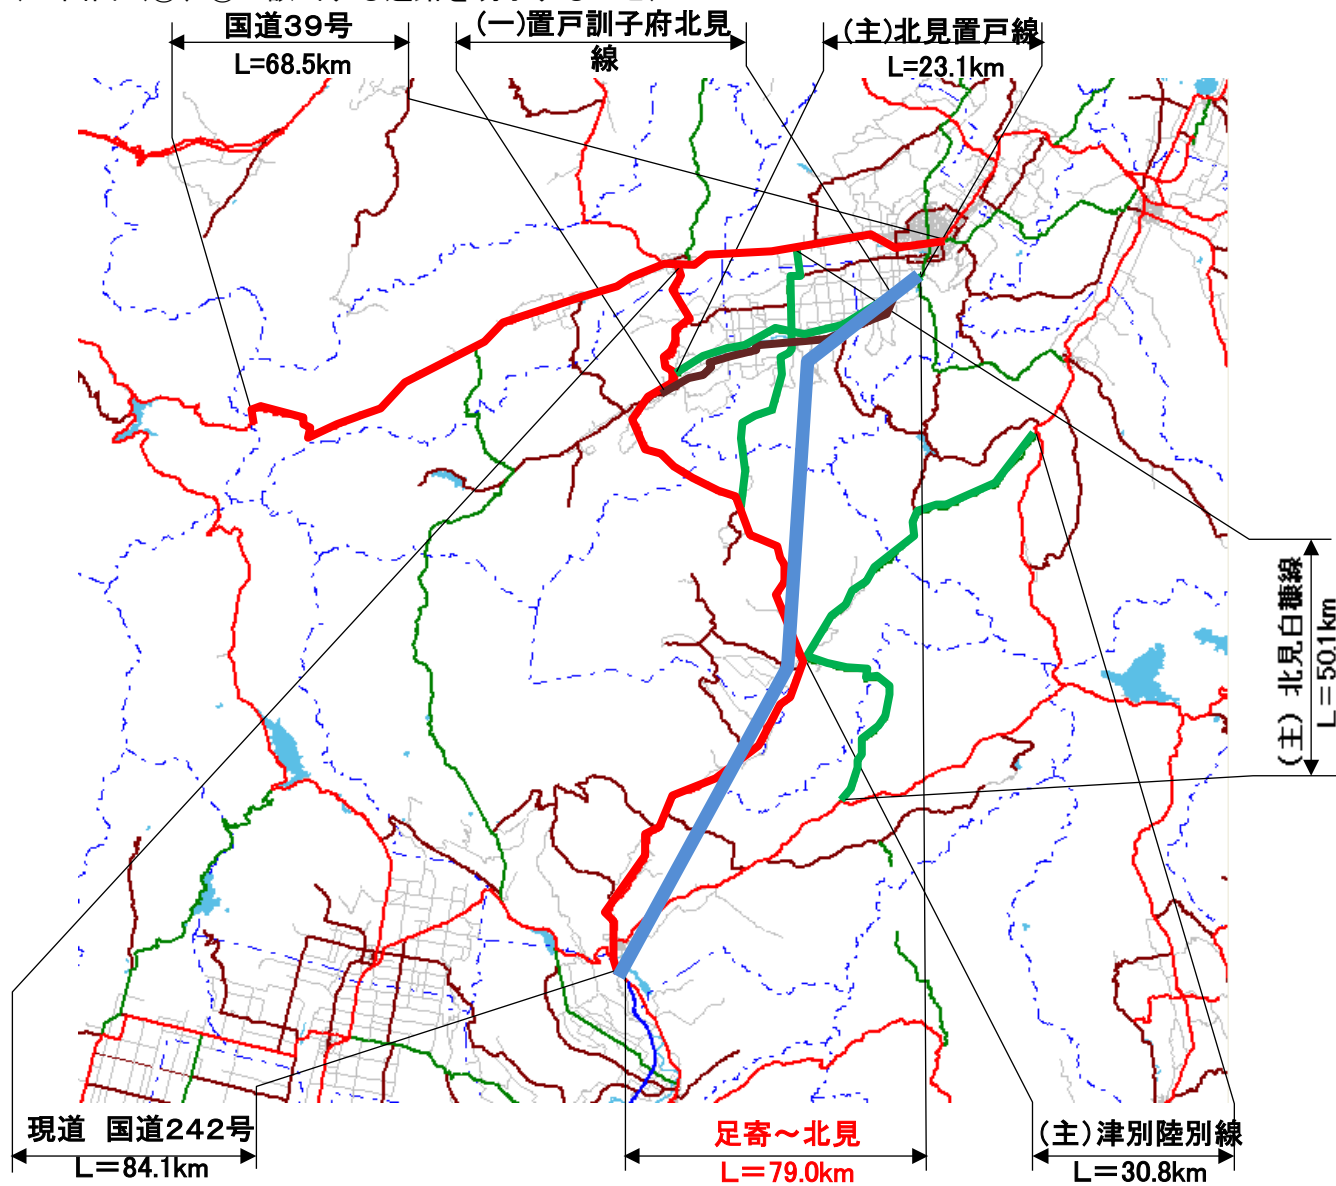 国道39号
L=68.5km
(一)置戸訓子府北見
線
(主)北見置戸線
L=23.1km
(主) 北見白糠線
L=50.1km
現道 国道242号
L=84.1km
足寄～北見
L=79.0km
(主)津別陸別線
L=30.8km